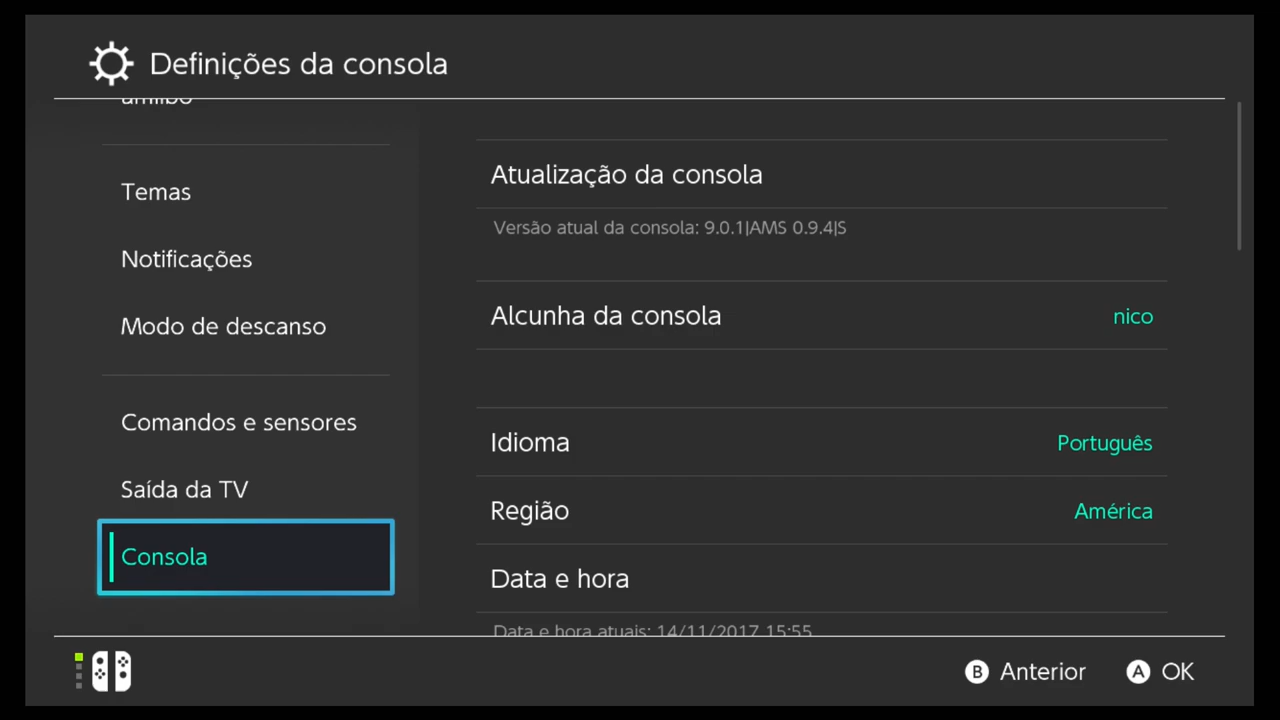 Definições da consola
amiibo
Temas
Notificações
Modo de descanso
Comandos e sensores
Saída da TV
Consola
Atualização da consola
Versão atual da consola: 9.0.1|AMS 0.9.4|S
Alcunha da consola nico
Idioma Português
Região América
Data e hora
Data e hora atuais: 14/11/2017 15:55
B Anterior A OK